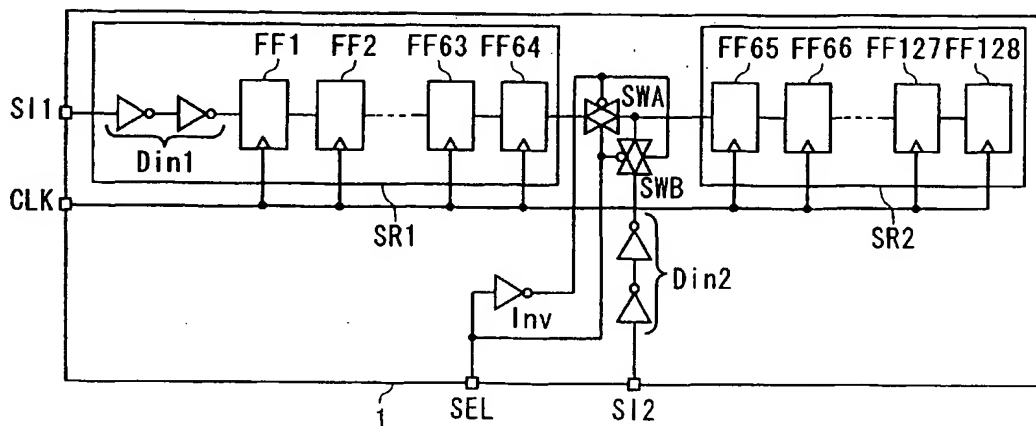 FF1 FF2 FF63 FF64 FF65 FF66 FF127 FF128
SI1 SWA
Din1 SWB
CLK SR1 SR2
Din2
Inv
1 SEL SI2